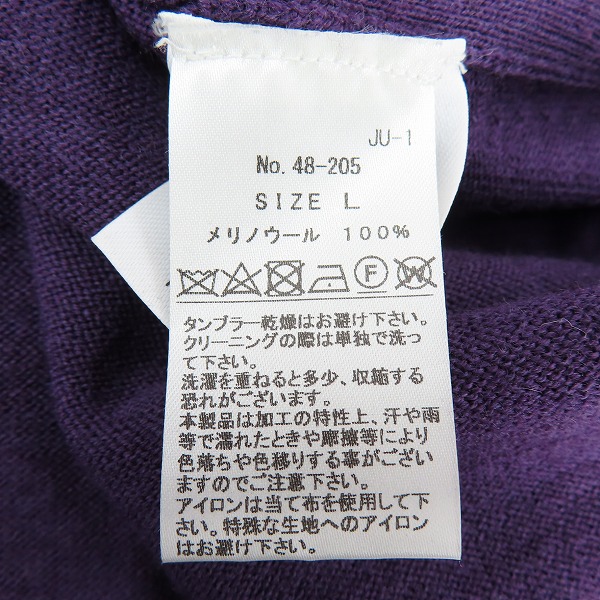 JU-1
No. 48-205
SIZE L
メリノウール 100%
F W
タンブラー乾燥はお避け下さい。
クリーニングの際は単独で洗っ
て下さい。
洗濯を重ねると多少、収縮する
恐れがございます。
本製品は加工の特性上、汗や雨
等で濡れたときや摩擦等により
色落ちや色移りする事がござい
ますのでご注意下さい。
アイロンは当て布を使用して下
さい。特殊な生地へのアイロン
はお避け下さい。